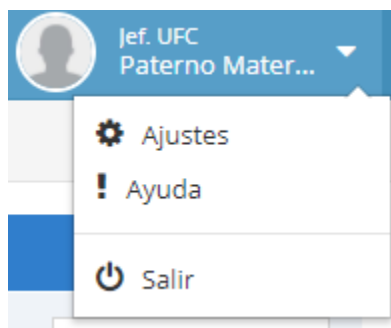 Jef. UFC
Paterno Mater...
Ajustes
Ayuda
Salir